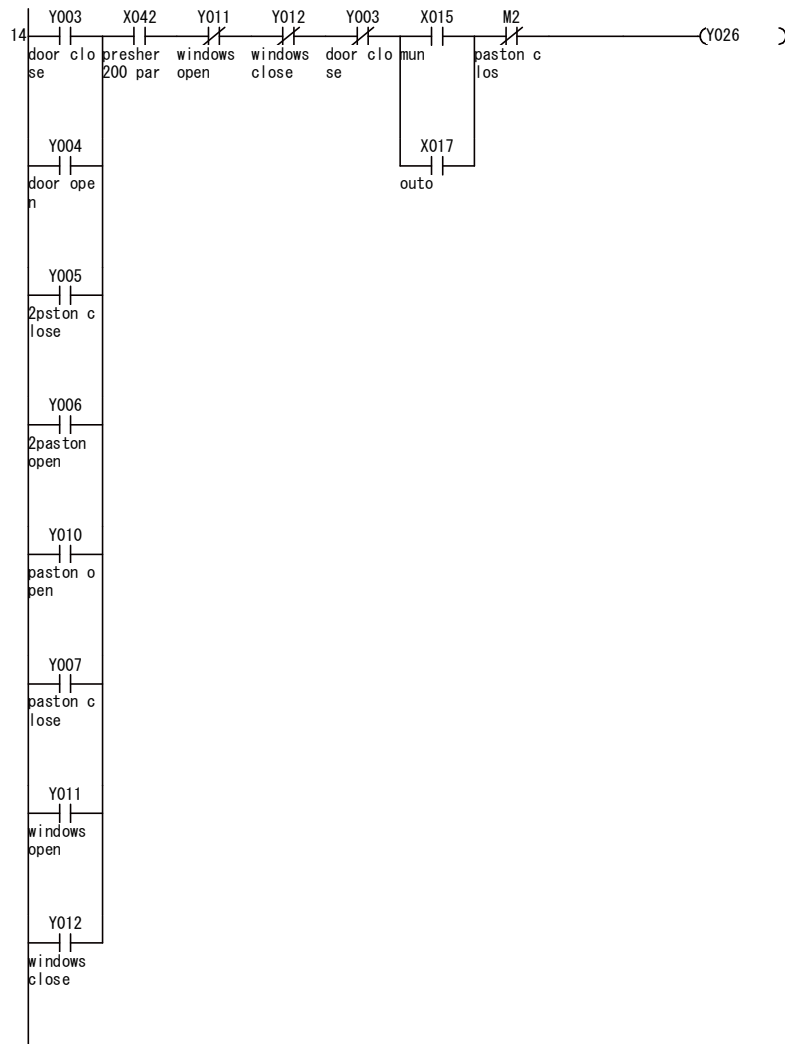 Y003 X042 Y011 Y012 Y003 X015 M2
14 (Y026 )
door clo presher windows windows door clo mun paston c
se 200 par open close se los
Y004 X017
door ope outo
n
Y005
2pston c
lose
Y006
2paston
open
Y010
paston o
pen
Y007
paston c
lose
Y011
windows
open
Y012
windows
close